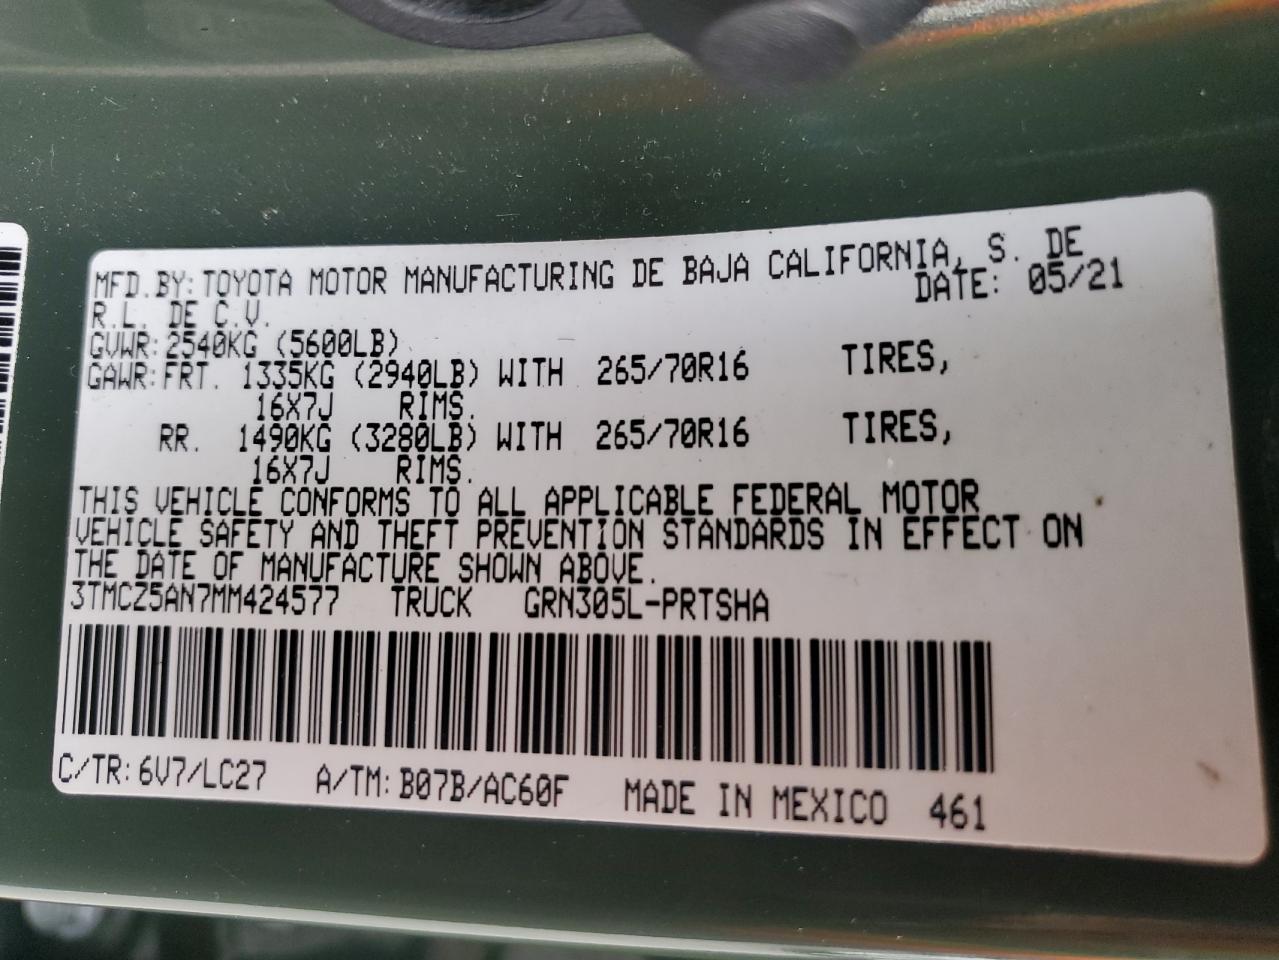 MFD.BY:TOYOTA MOTOR MANUFACTURING DE BAJA CALIFORNIA, S. DE
R.L. DE C.V. DATE: 05/21
GVWR:2540KG (5600LB)
GAWR:FRT. 1335KG (2940LB) WITH 265/70R16 TIRES,
16X7J RIMS.
RR. 1490KG (3280LB) WITH 265/70R16 TIRES,
16X7J RIMS.
THIS VEHICLE CONFORMS TO ALL APPLICABLE FEDERAL MOTOR
VEHICLE SAFETY AND THEFT PREVENTION STANDARDS IN EFFECT ON
THE DATE OF MANUFACTURE SHOWN ABOVE.
3TMCZ5AN7MM424577 TRUCK GRN305L-PRTSHA
C/TR:6V7/LC27 A/TM:B07B/AC60F MADE IN MEXICO 461